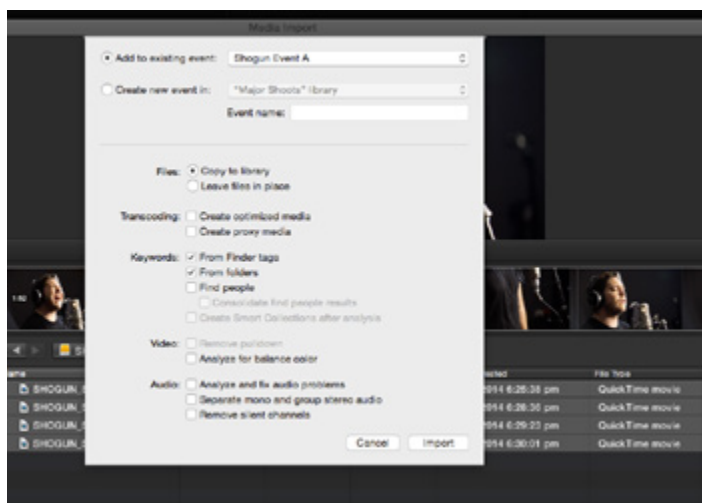 Media Import
Add to existing event: Shogun Event A
Create new event in: "Major Shoots" library
Event name:
Files: Copy to library
Leave files in place
Transcoding: Create optimized media
Create proxy media
Keywords: From Finder tags
From folders
Find people
Consolidate find people results
Create Smart Collections after analysis
Video: Remove pulldown
Analyze for balance color
Audio: Analyze and fix audio problems
Separate mono and group stereo audio
Remove silent channels
Cancel Import
File Type
SHOGUN_S 2014 6:25:38 pm QuickTime movie
SHOGUN_S 2014 6:28:36 pm QuickTime movie
SHOGUN_S 2014 6:29:23 pm QuickTime movie
SHOGUN_S 2014 6:30:01 pm QuickTime movie